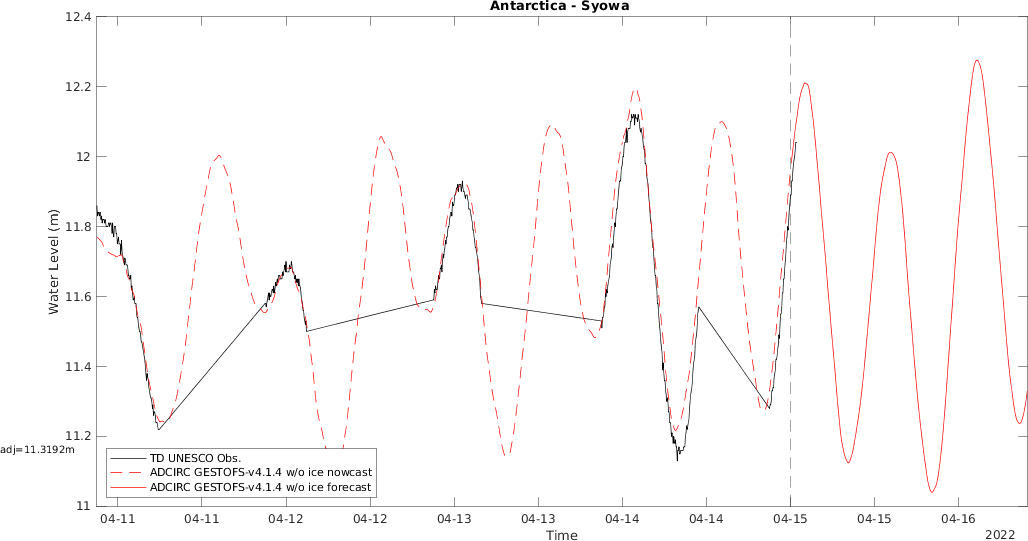 Antarctica - Syowa
12.4
12.2
12
11.8
11.6
11.4
11.2
11
Water Level (m)
adj=11.3192m
TD UNESCO Obs.
ADCIRC GESTOFS-v4.1.4 w/o ice nowcast
ADCIRC GESTOFS-v4.1.4 w/o ice forecast
04-11 04-11 04-12 04-12 04-13 04-13 04-14 04-14 04-15 04-15 04-16
Time
2022